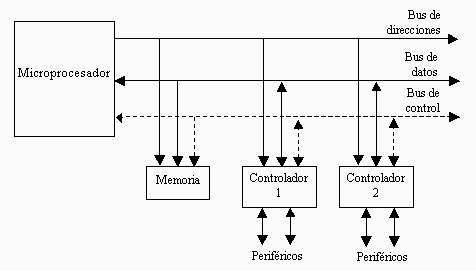 Bus de
direcciones
Microprocesador
Bus de
datos
Bus de
control
Memoria
Controlador
1
Controlador
2
Periféricos
Periféricos